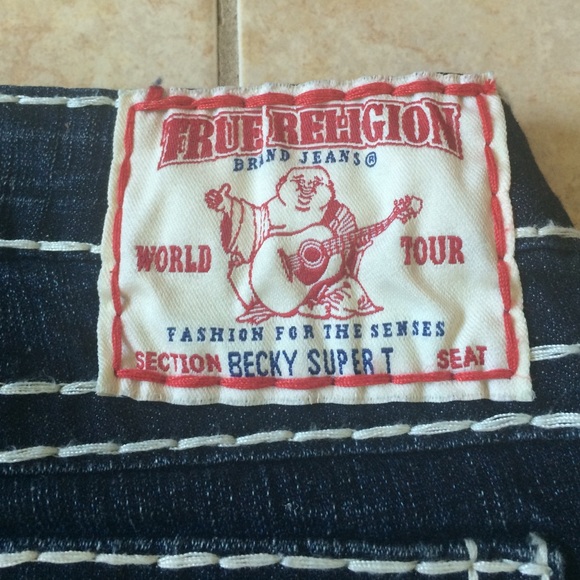 TRUE RELIGION
BRAND JEANS®
WORLD TOUR
FASHION FOR THE SENSES
SECTION BECKY SUPER T SEAT